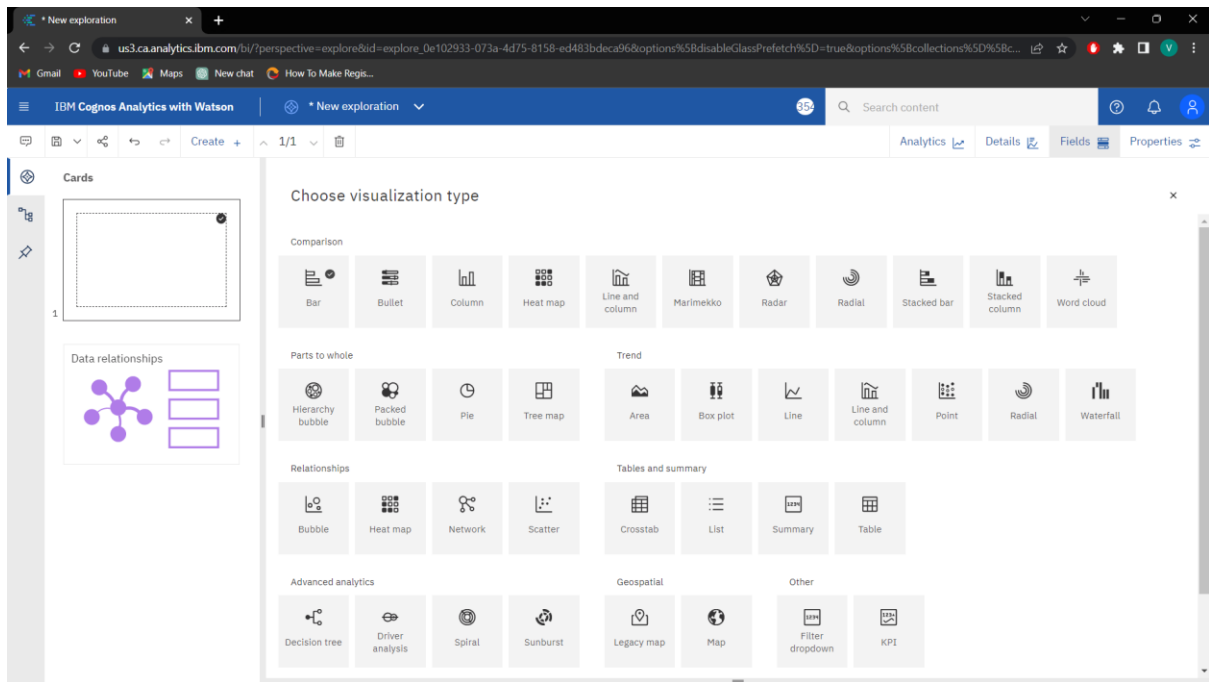 * New exploration
us3.ca.analytics.ibm.com/bi/?perspective=explore&id=explore_0e102933-073a-4d75-8158-ed483bdeca96&options%5BdisableGlassPrefetch%5D=true&options%5Bcollections%5D%5Bc...
Gmail YouTube Maps New chat How To Make Regis...
IBM Cognos Analytics with Watson * New exploration 354 Search content
Create + 1/1 Analytics Details Fields Properties
Cards
Choose visualization type
Comparison
Bar Bullet Column Heat map Line and column Marimekko Radar Radial Stacked bar Stacked column Word cloud
1
Data relationships
Parts to whole Trend
Hierarchy bubble Packed bubble Pie Tree map Area Box plot Line Line and column Point Radial Waterfall
Relationships Tables and summary
Bubble Heat map Network Scatter Crosstab List Summary Table
Advanced analytics Geospatial Other
Decision tree Driver analysis Spiral Sunburst Legacy map Map Filter dropdown KPI